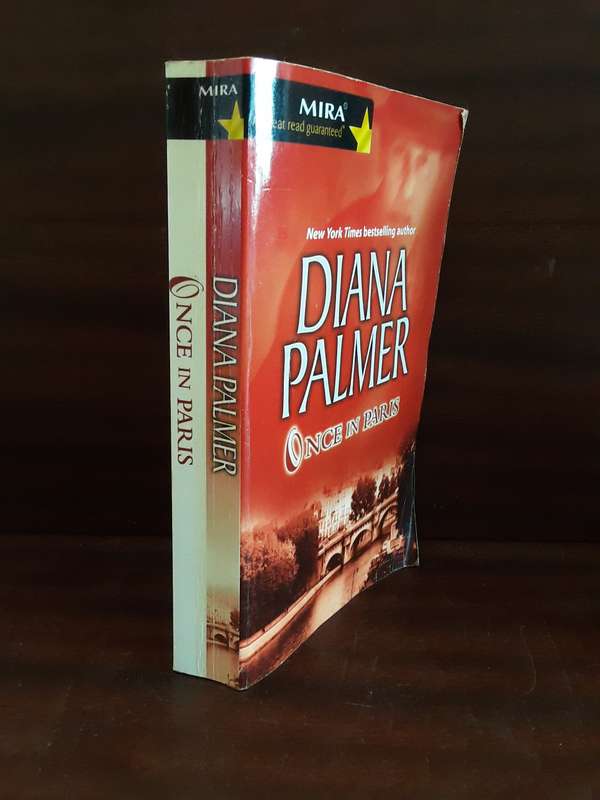 MIRA
DIANA PALMER
ONCE IN PARIS
MIRA®
eat read guaranteed
New York Times bestselling author
DIANA
PALMER
ONCE IN PARIS